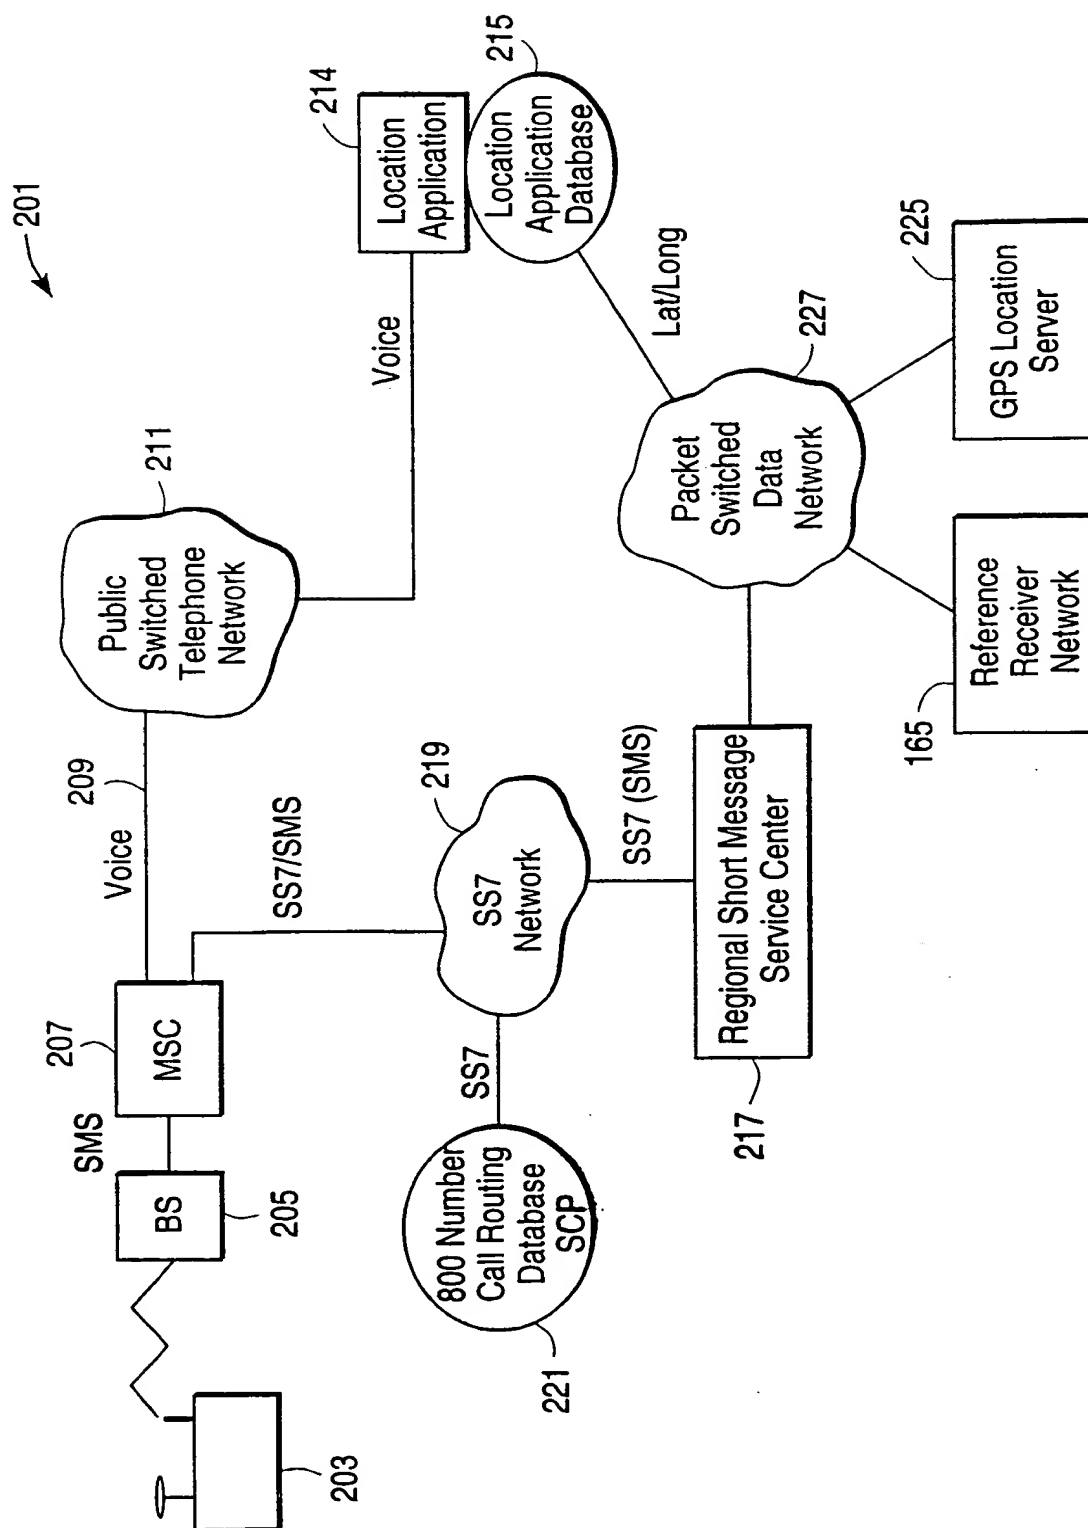 201
203
BS
205
SMS
MSC
207
Voice
209
Public
Switched
Telephone
Network
211
Voice
Location
Application
214
Location
Application
Database
215
SS7/SMS
SS7
Network
219
SS7
800 Number
Call Routing
Database
SCP
221
SS7 (SMS)
Regional Short Message
Service Center
217
Packet
Switched
Data
Network
227
Lat/Long
Reference
Receiver
Network
165
GPS Location
Server
225